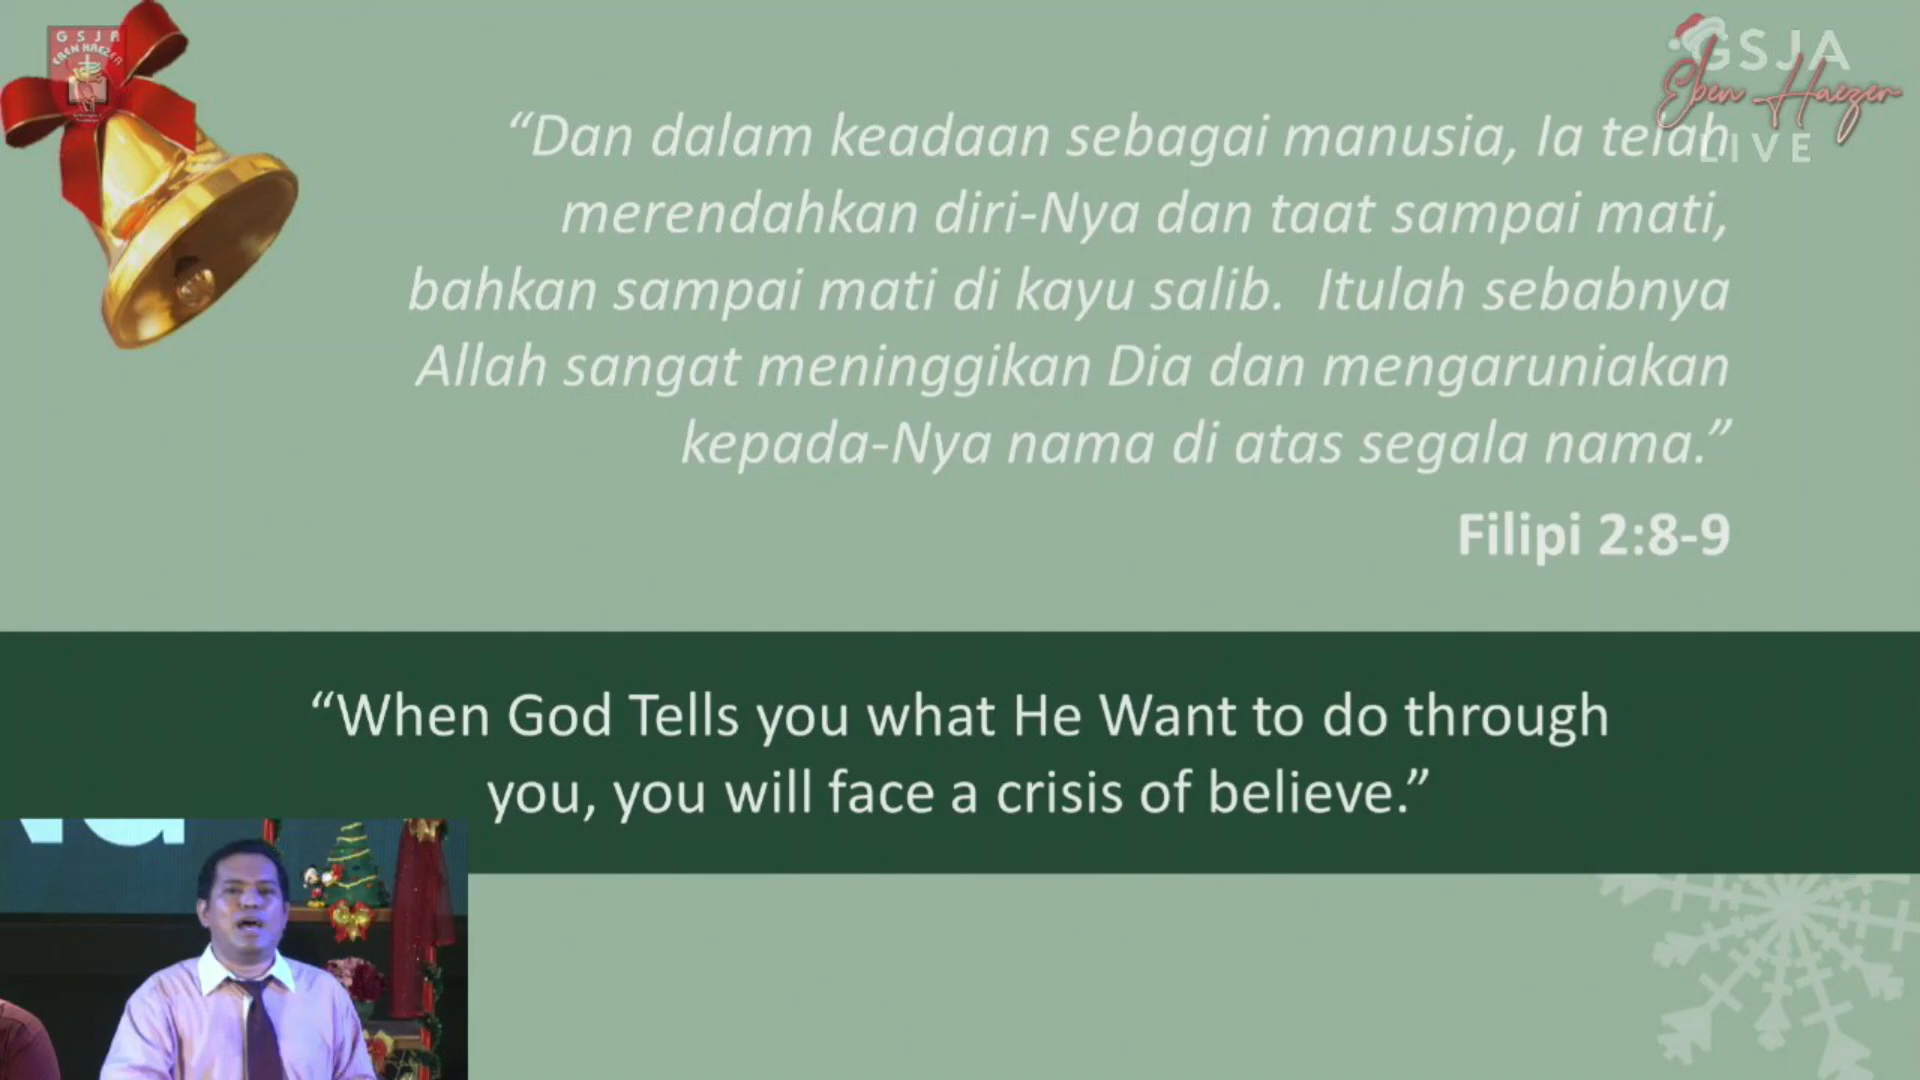 GSJA
EBEN HAEZER
GSJA
Eben Haezer
LIVE
“Dan dalam keadaan sebagai manusia, Ia telah
merendahkan diri-Nya dan taat sampai mati,
bahkan sampai mati di kayu salib.  Itulah sebabnya
Allah sangat meninggikan Dia dan mengaruniakan
kepada-Nya nama di atas segala nama.”
Filipi 2:8-9
“When God Tells you what He Want to do through
you, you will face a crisis of believe.”